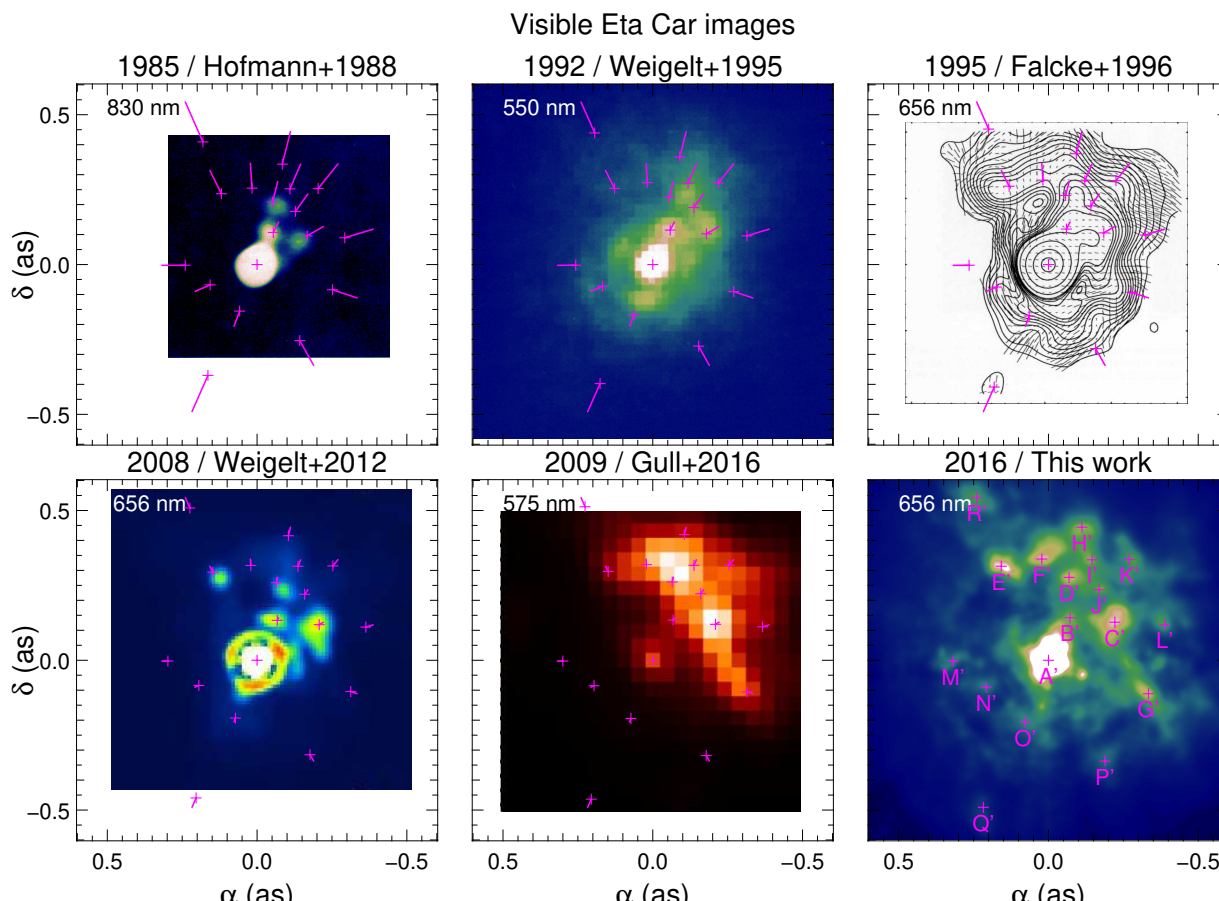 Visible Eta Car images
1985 / Hofmann+1988
1992 / Weigelt+1995
1995 / Falcke+1996
830 nm
550 nm
656 nm
δ (as)
0.5
0.0
−0.5
2008 / Weigelt+2012
2009 / Gull+2016
2016 / This work
656 nm
575 nm
656 nm
R'
H'
E'
F'
I'
K'
D'
J'
B'
C'
L'
A'
M'
N'
G'
O'
P'
Q'
δ (as)
0.5
0.0
−0.5
0.5 0.0 −0.5
0.5 0.0 −0.5
0.5 0.0 −0.5
α (as)
α (as)
α (as)